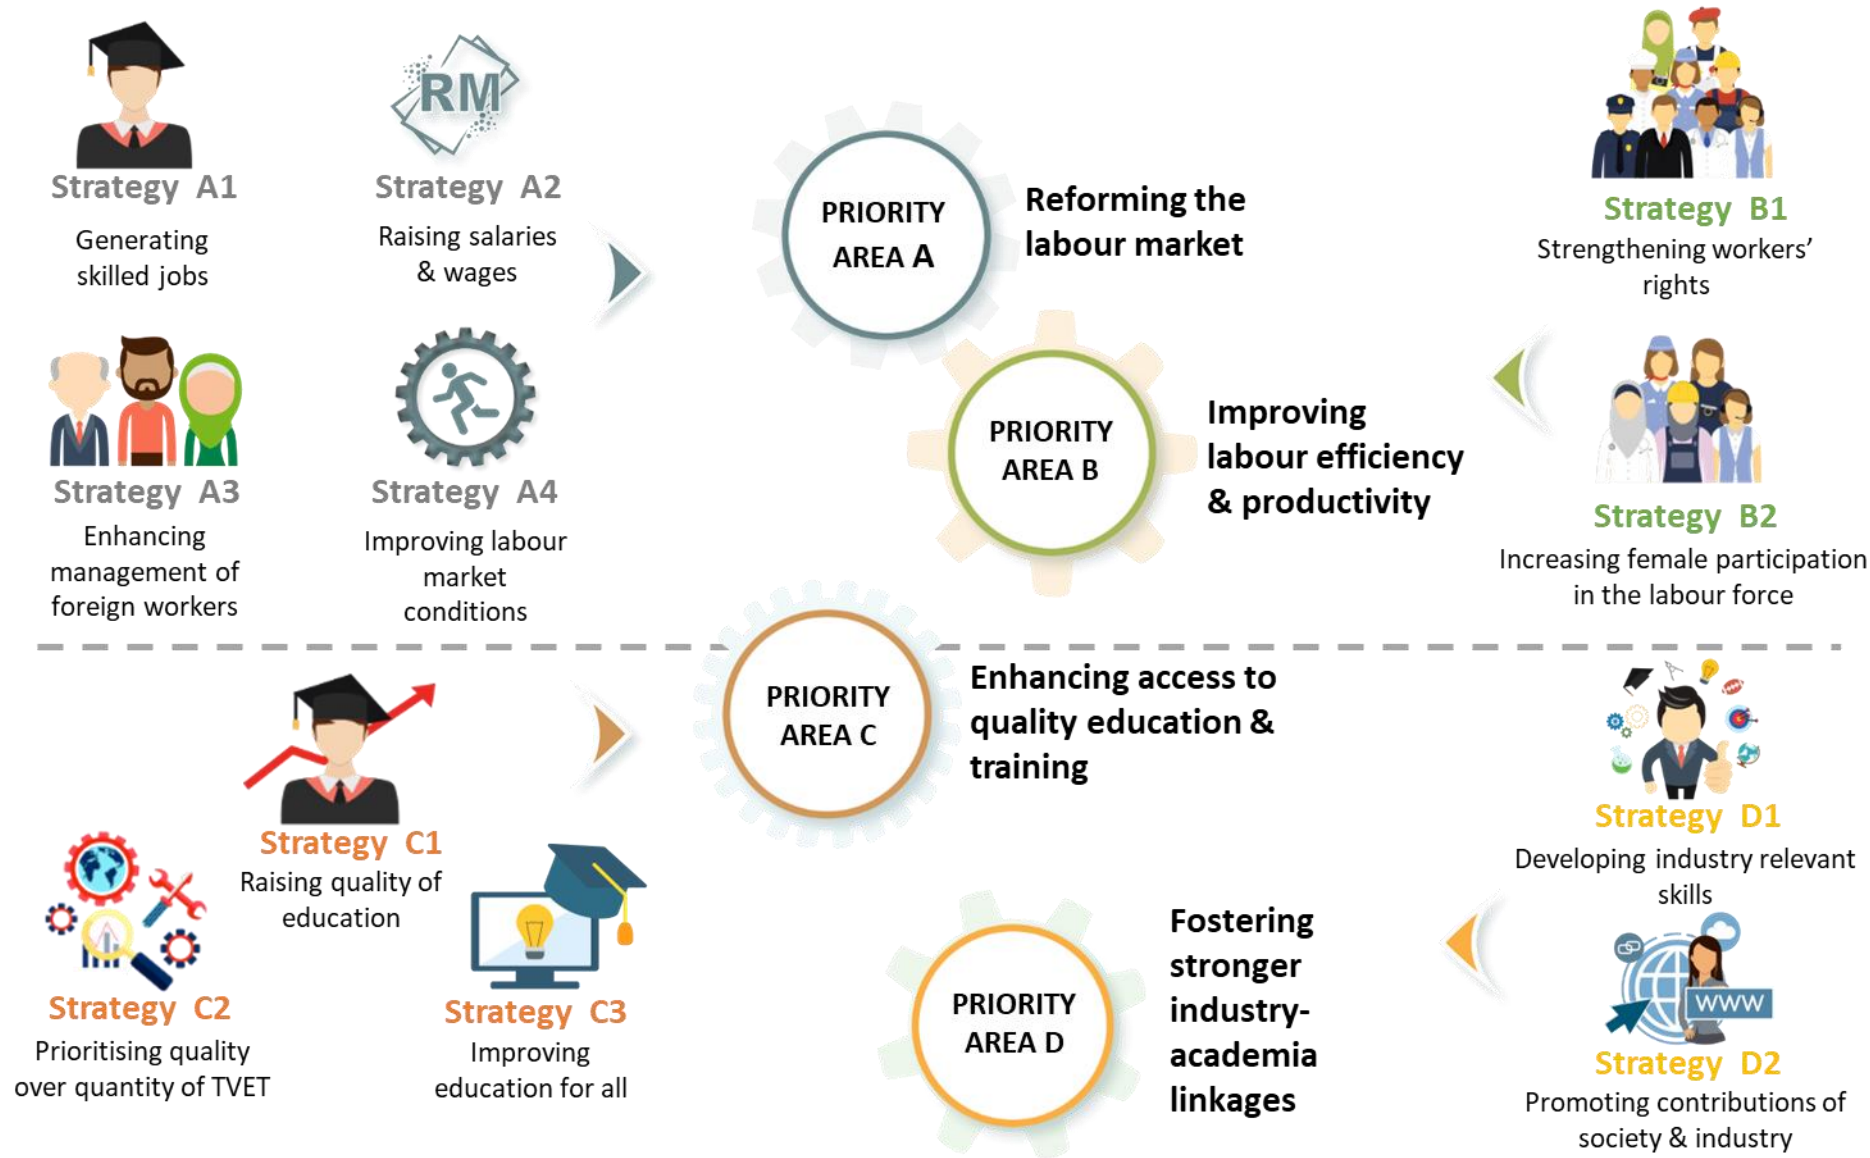 RM
Strategy A1
Generating
skilled jobs
Strategy A2
Raising salaries
& wages
Strategy A3
Enhancing
management of
foreign workers
Strategy A4
Improving labour
market
conditions
PRIORITY
AREA A
Reforming the
labour market
PRIORITY
AREA B
Improving
labour efficiency
& productivity
Strategy B1
Strengthening workers’
rights
Strategy B2
Increasing female participation
in the labour force
Strategy C1
Raising quality of
education
Strategy C2
Prioritising quality
over quantity of TVET
Strategy C3
Improving
education for all
PRIORITY
AREA C
Enhancing access to
quality education &
training
PRIORITY
AREA D
Fostering
stronger
industry-
academia
linkages
Strategy D1
Developing industry relevant
skills
WWW
Strategy D2
Promoting contributions of
society & industry